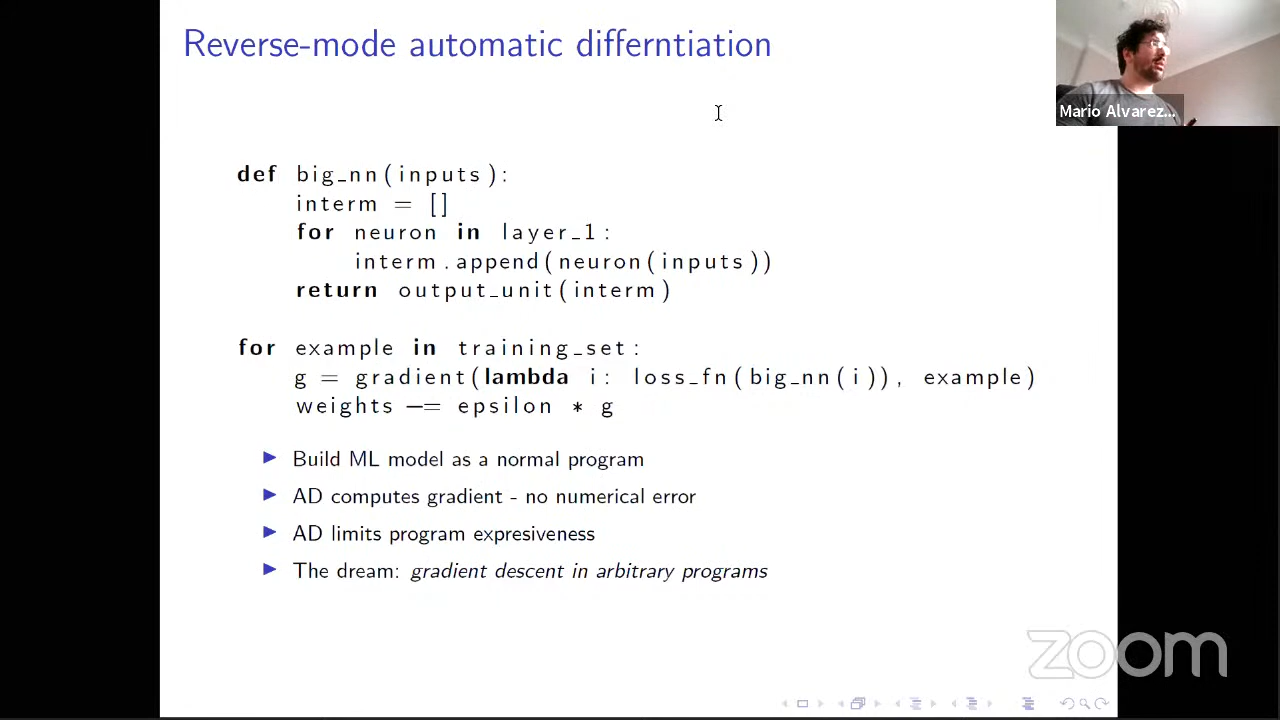 Reverse-mode automatic differntiation
Mario Alvarez...
def big_nn(inputs):
interm = []
for neuron in layer_1:
interm.append(neuron(inputs))
return output_unit(interm)
for example in training_set:
g = gradient(lambda i: loss_fn(big_nn(i)), example)
weights -= epsilon * g
Build ML model as a normal program
AD computes gradient - no numerical error
AD limits program expresiveness
The dream: gradient descent in arbitrary programs
zoom